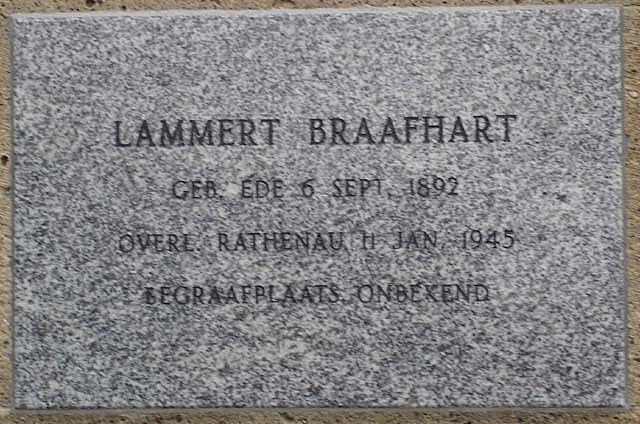 LAMMERT BRAAFHART
GEB. EDE 6 SEPT. 1892
OVERL. RATHENAU 11 JAN. 1945
BEGRAAFPLAATS ONBEKEND